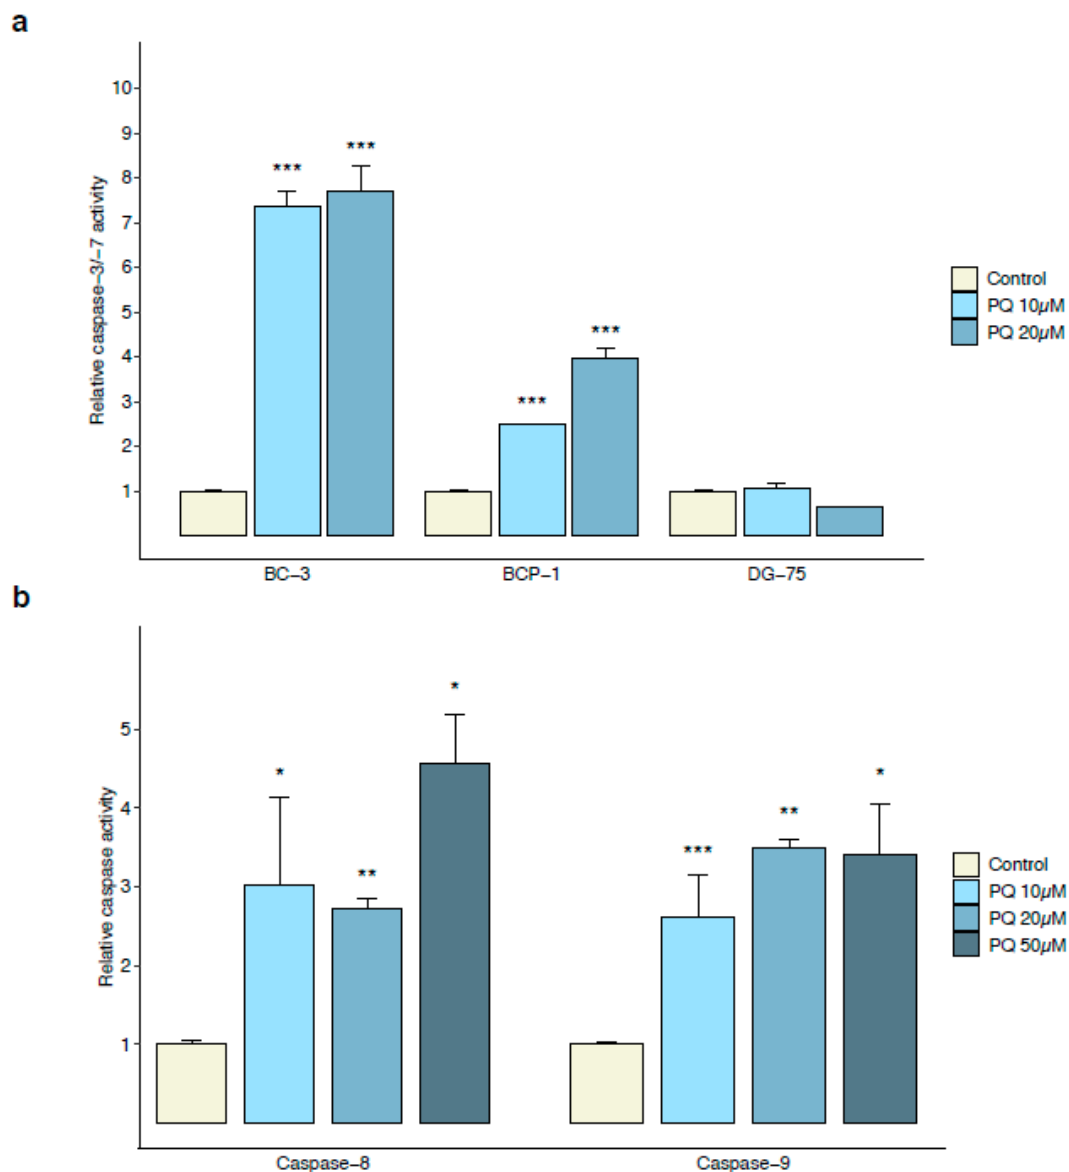 a
Relative caspase-3/-7 activity
10
9
8
7
6
5
4
3
2
1
***
***
***
***
BC-3
BCP-1
DG-75
Control
PQ 10μM
PQ 20μM
b
Relative caspase activity
5
4
3
2
1
*
**
*
***
**
*
Caspase-8
Caspase-9
Control
PQ 10μM
PQ 20μM
PQ 50μM